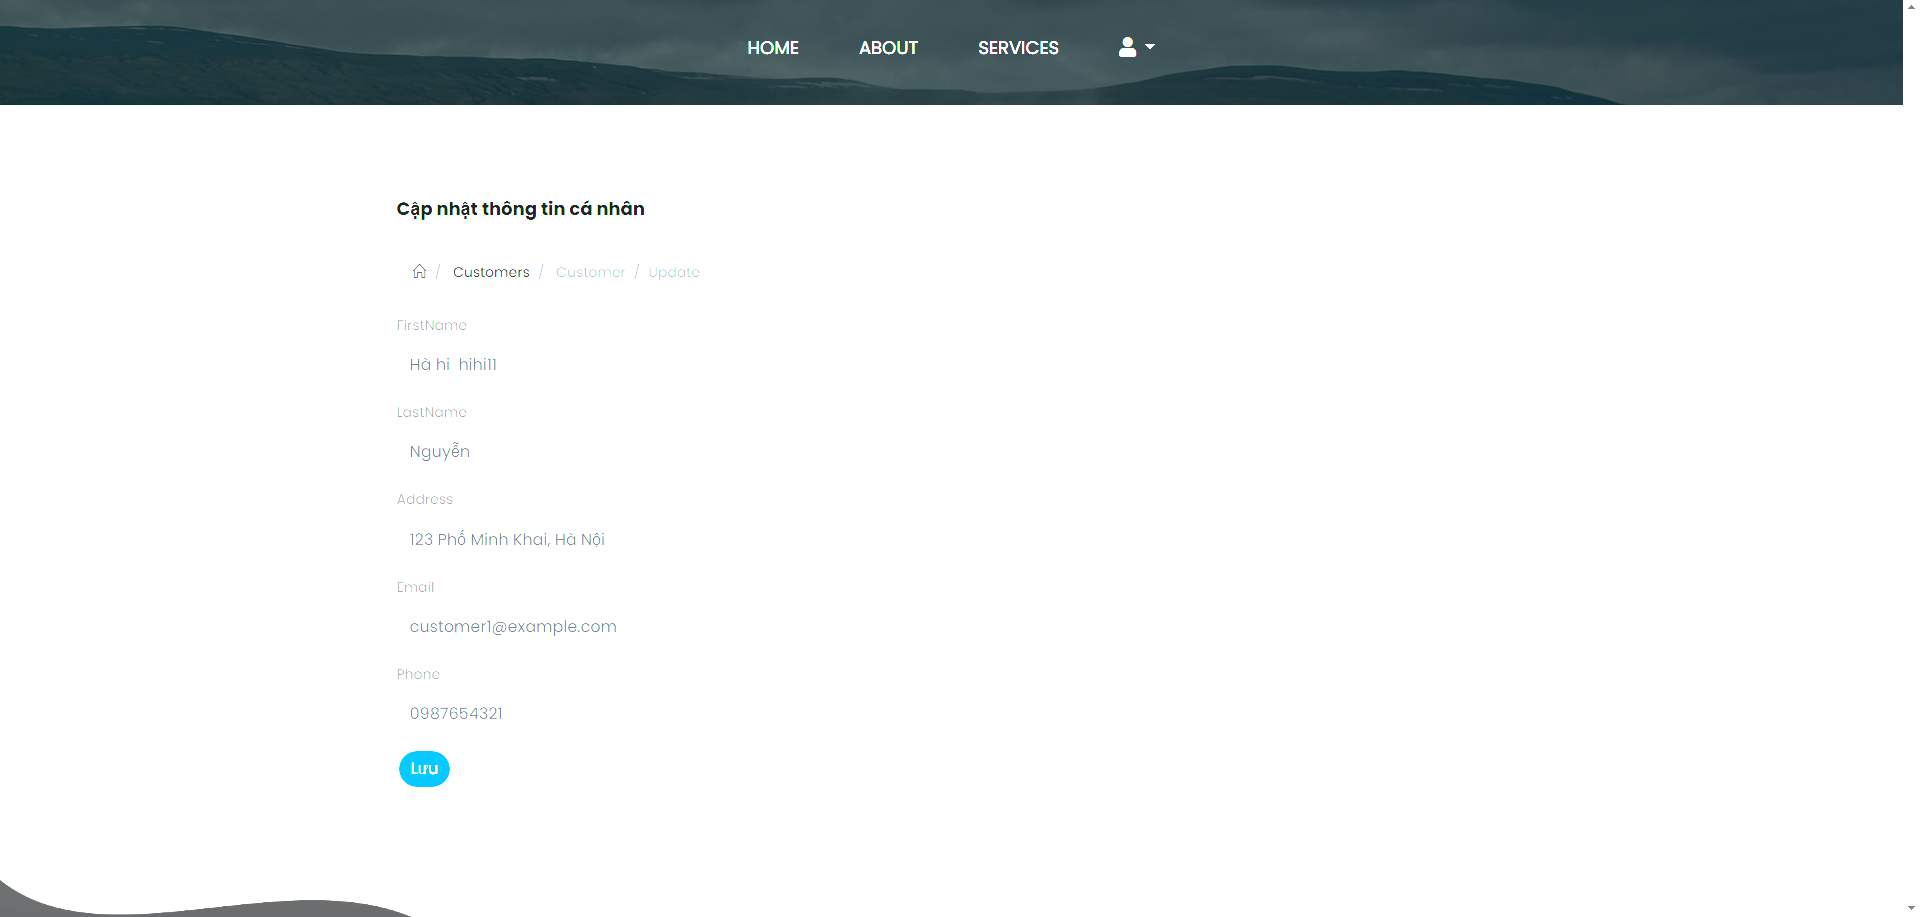 HOME ABOUT SERVICES
Cập nhật thông tin cá nhân
/ Customers / Customer / Update
FirstName
Hà hi  hihi11
LastName
Nguyễn
Address
123 Phố Minh Khai, Hà Nội
Email
customer1@example.com
Phone
0987654321
Lưu